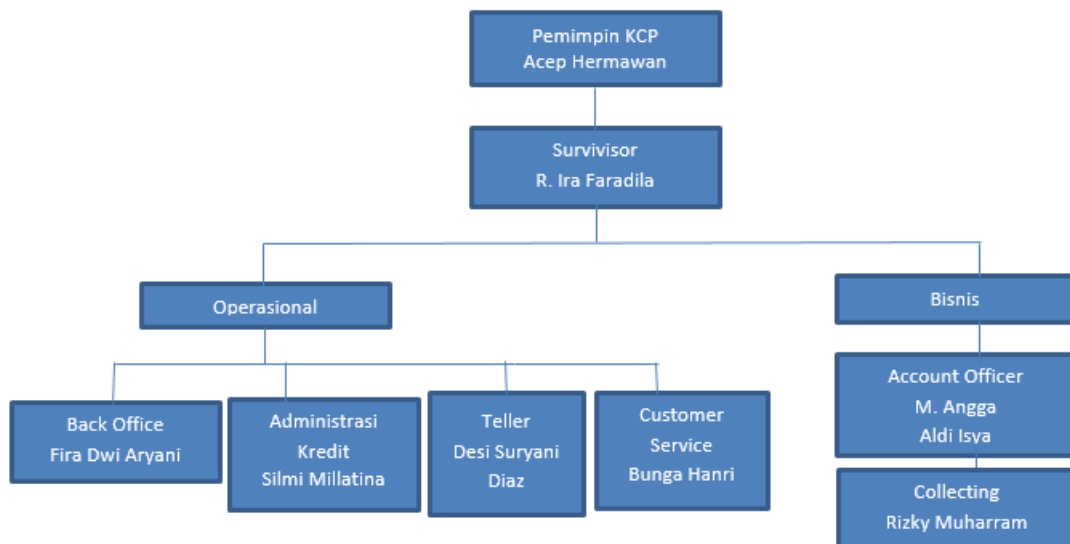 Pemimpin KCP
Acep Hermawan
Survivisor
R. Ira Faradila
Operasional
Bisnis
Back Office
Fira Dwi Aryani
Administrasi
Kredit
Silmi Millatina
Teller
Desi Suryani
Diaz
Customer
Service
Bunga Hanri
Account Officer
M. Angga
Aldi Isya
Collecting
Rizky Muharram